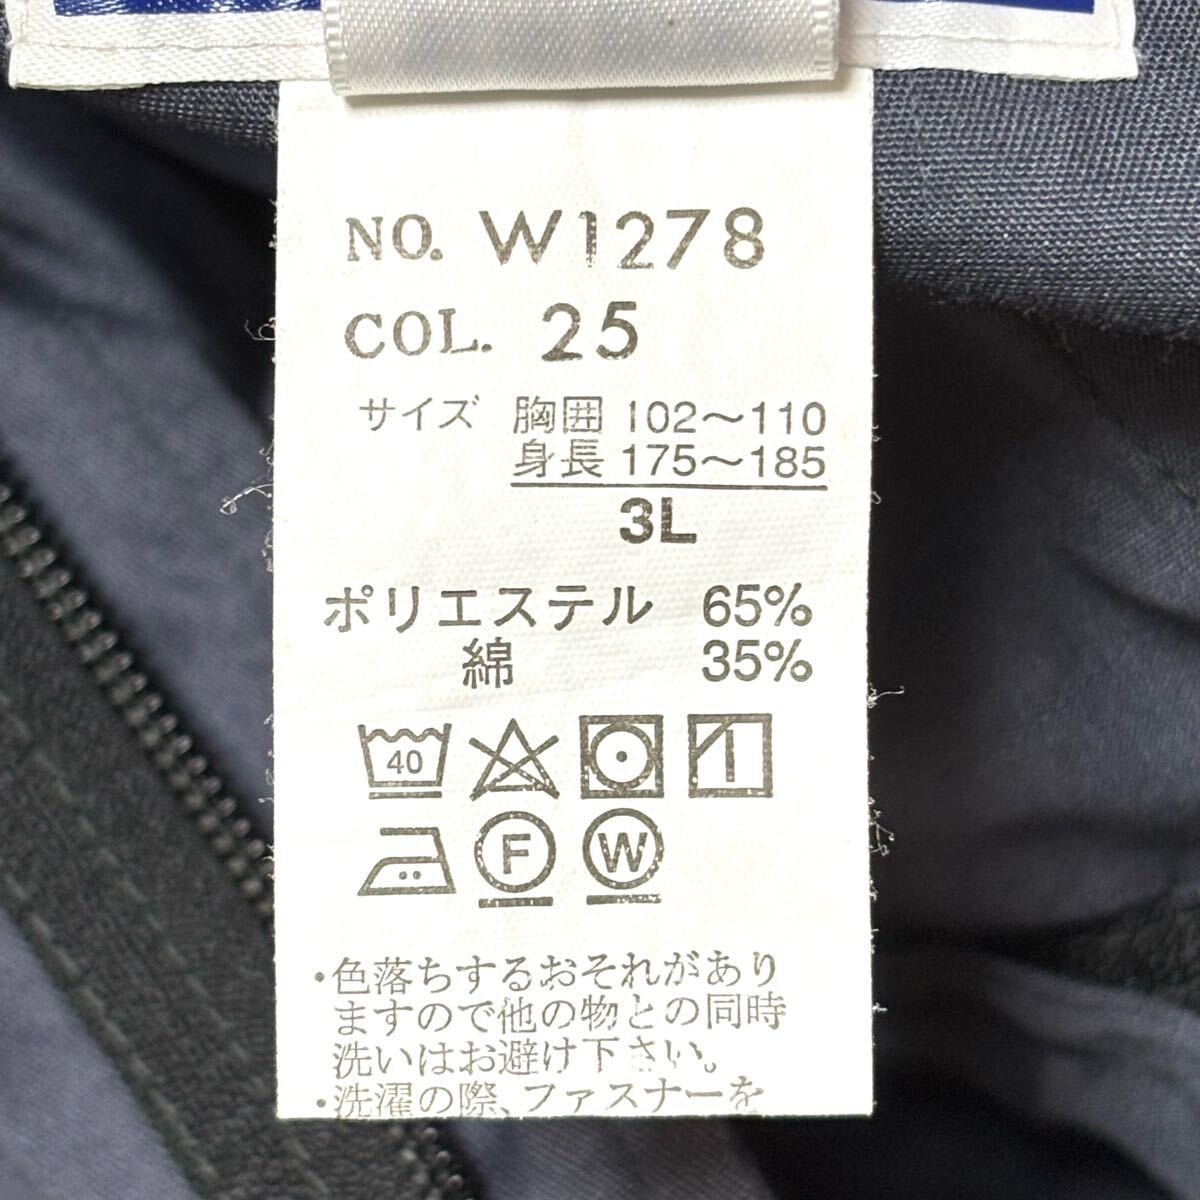 NO. W1278
COL. 25
サイズ 胸囲 102〜110
身長 175〜185
3L
ポリエステル 65%
綿 35%
40
F W
・色落ちするおそれがあり
ますので他の物との同時
洗いはお避け下さい。
・洗濯の際、ファスナーを